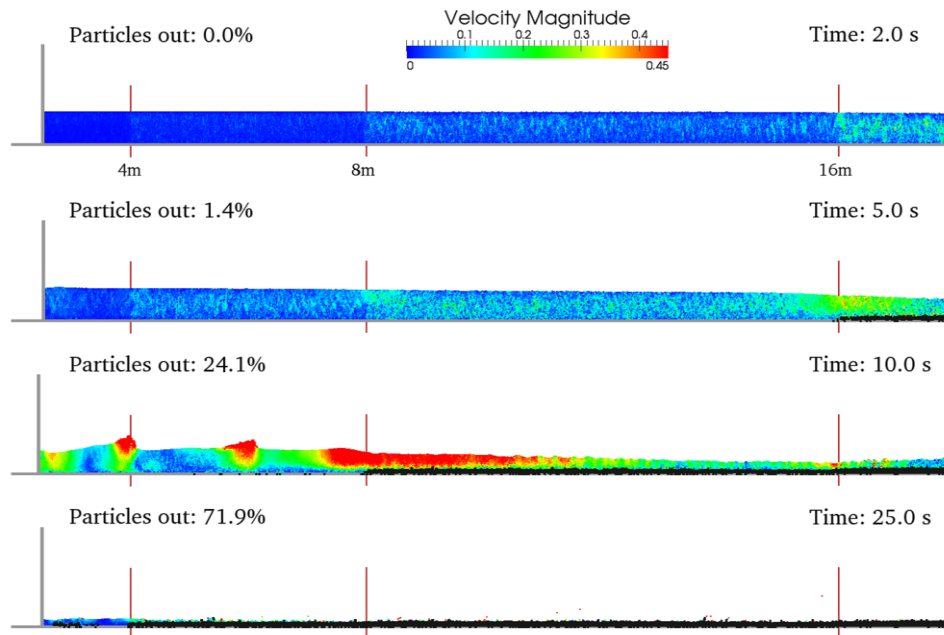 Velocity Magnitude
Particles out: 0.0%
0.1 0.2 0.3 0.4
Time: 2.0 s
0 0.45
4m 8m 16m
Particles out: 1.4% Time: 5.0 s
Particles out: 24.1% Time: 10.0 s
Particles out: 71.9% Time: 25.0 s